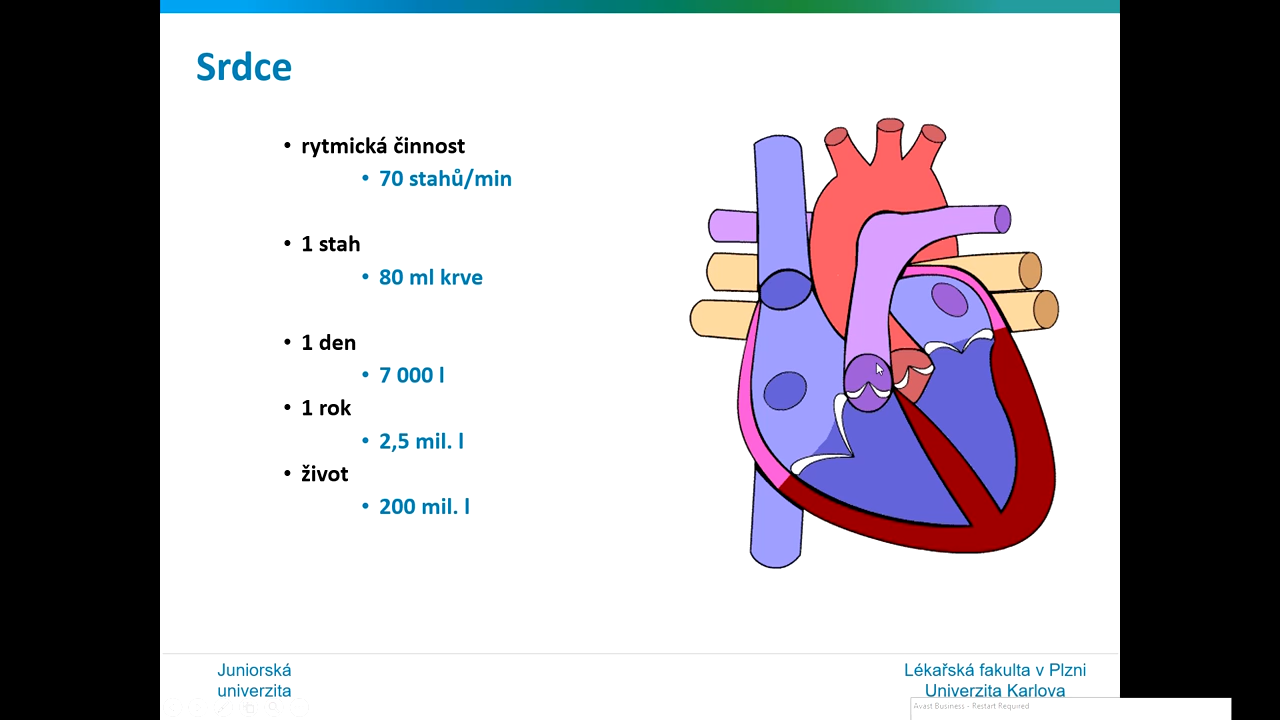 Srdce
• rytmická činnost
• 70 stahů/min
• 1 stah
• 80 ml krve
• 1 den
• 7 000 l
• 1 rok
• 2,5 mil. l
• život
• 200 mil. l
Juniorská
univerzita
Lékařská fakulta v Plzni
Univerzita Karlova
Avast Business - Restart Required